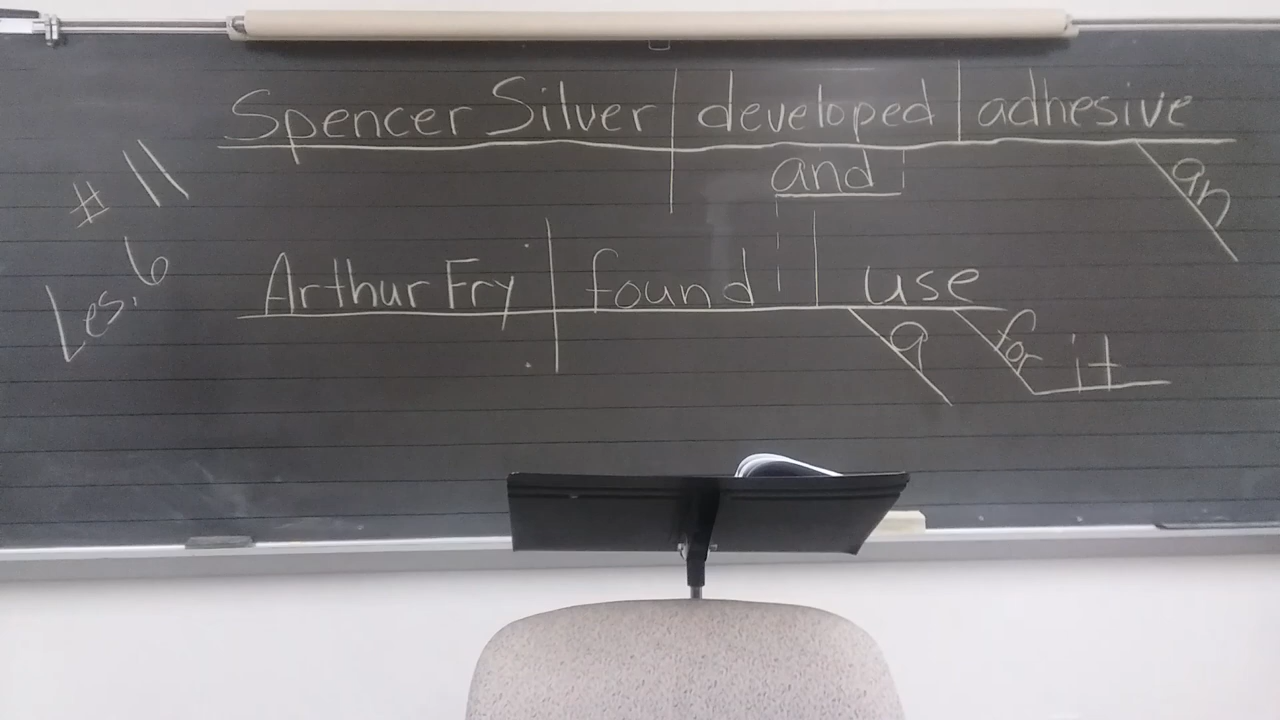 Spencer Silver developed adhesive
an
and
# 11
Les. 6
Arthur Fry found use
a for it